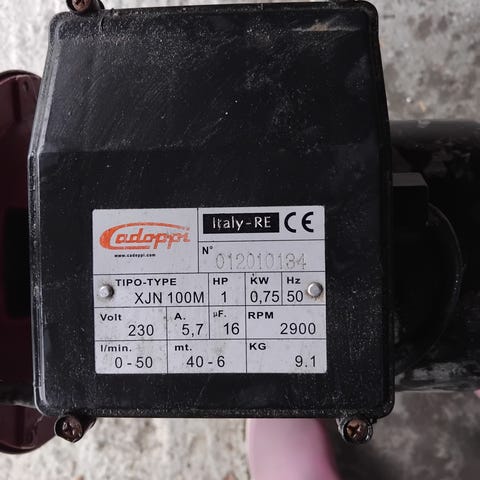 Cadoppi
www.cadoppi.com
Italy-RE CE
N° 012010134
TIPO-TYPE HP KW Hz
XJN 100M 1 0,75 50
Volt A. µF. RPM
230 5,7 16 2900
l/min. mt. KG
0 - 50 40 - 6 9.1